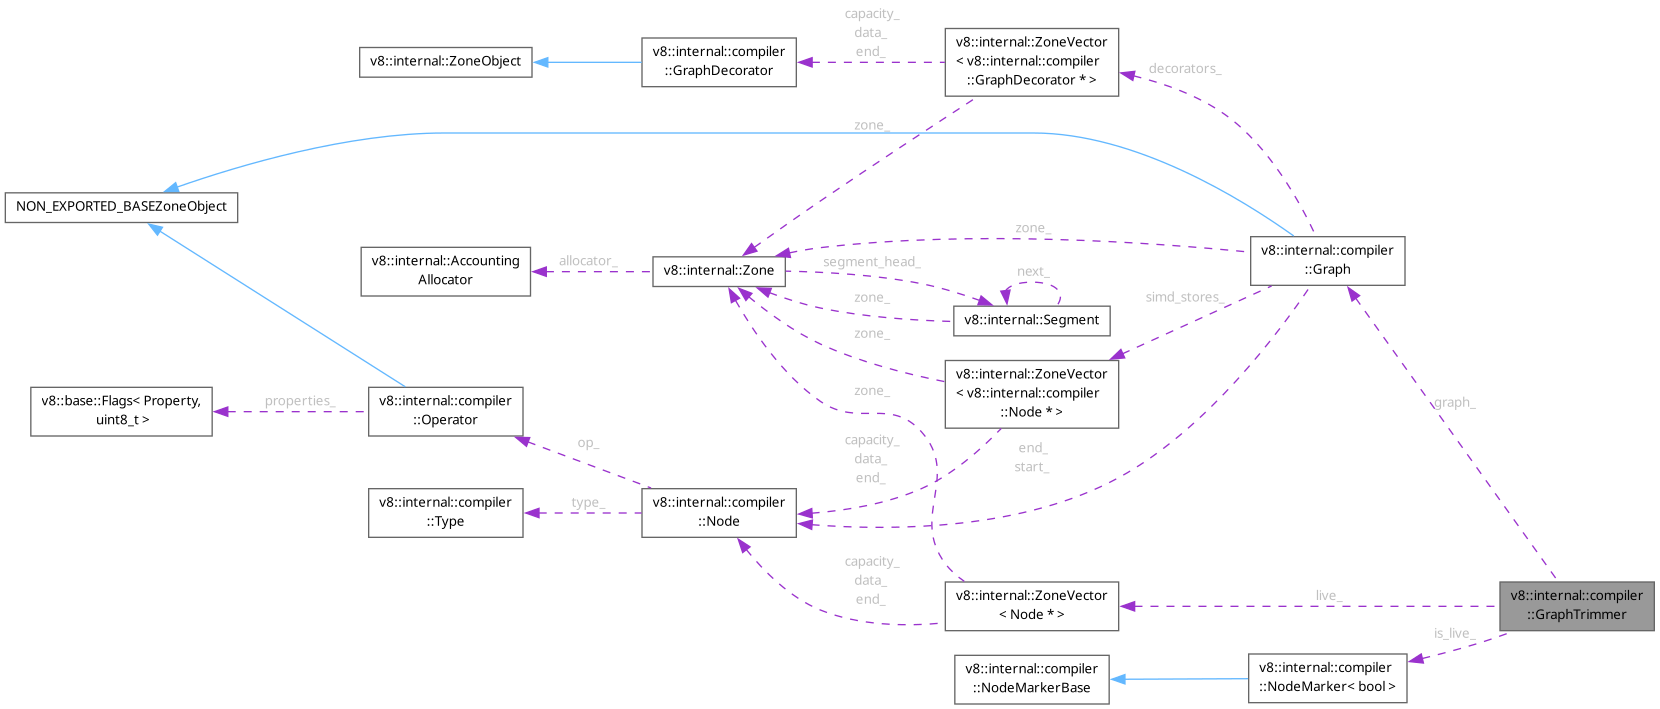 capacity_
data_
end_
v8::internal::ZoneObject
v8::internal::compiler
::GraphDecorator
v8::internal::ZoneVector
< v8::internal::compiler
::GraphDecorator * >
decorators_
zone_
NON_EXPORTED_BASEZoneObject
v8::internal::Accounting
Allocator
allocator_
v8::internal::Zone
segment_head_
zone_
next_
v8::internal::Segment
zone_
v8::internal::compiler
::Graph
simd_stores_
zone_
v8::internal::ZoneVector
< v8::internal::compiler
::Node * >
v8::base::Flags< Property,
uint8_t >
properties_
v8::internal::compiler
::Operator
zone_
graph_
op_
capacity_
data_
end_
end_
start_
v8::internal::compiler
::Type
type_
v8::internal::compiler
::Node
capacity_
data_
end_
v8::internal::ZoneVector
< Node * >
live_
v8::internal::compiler
::GraphTrimmer
is_live_
v8::internal::compiler
::NodeMarkerBase
v8::internal::compiler
::NodeMarker< bool >